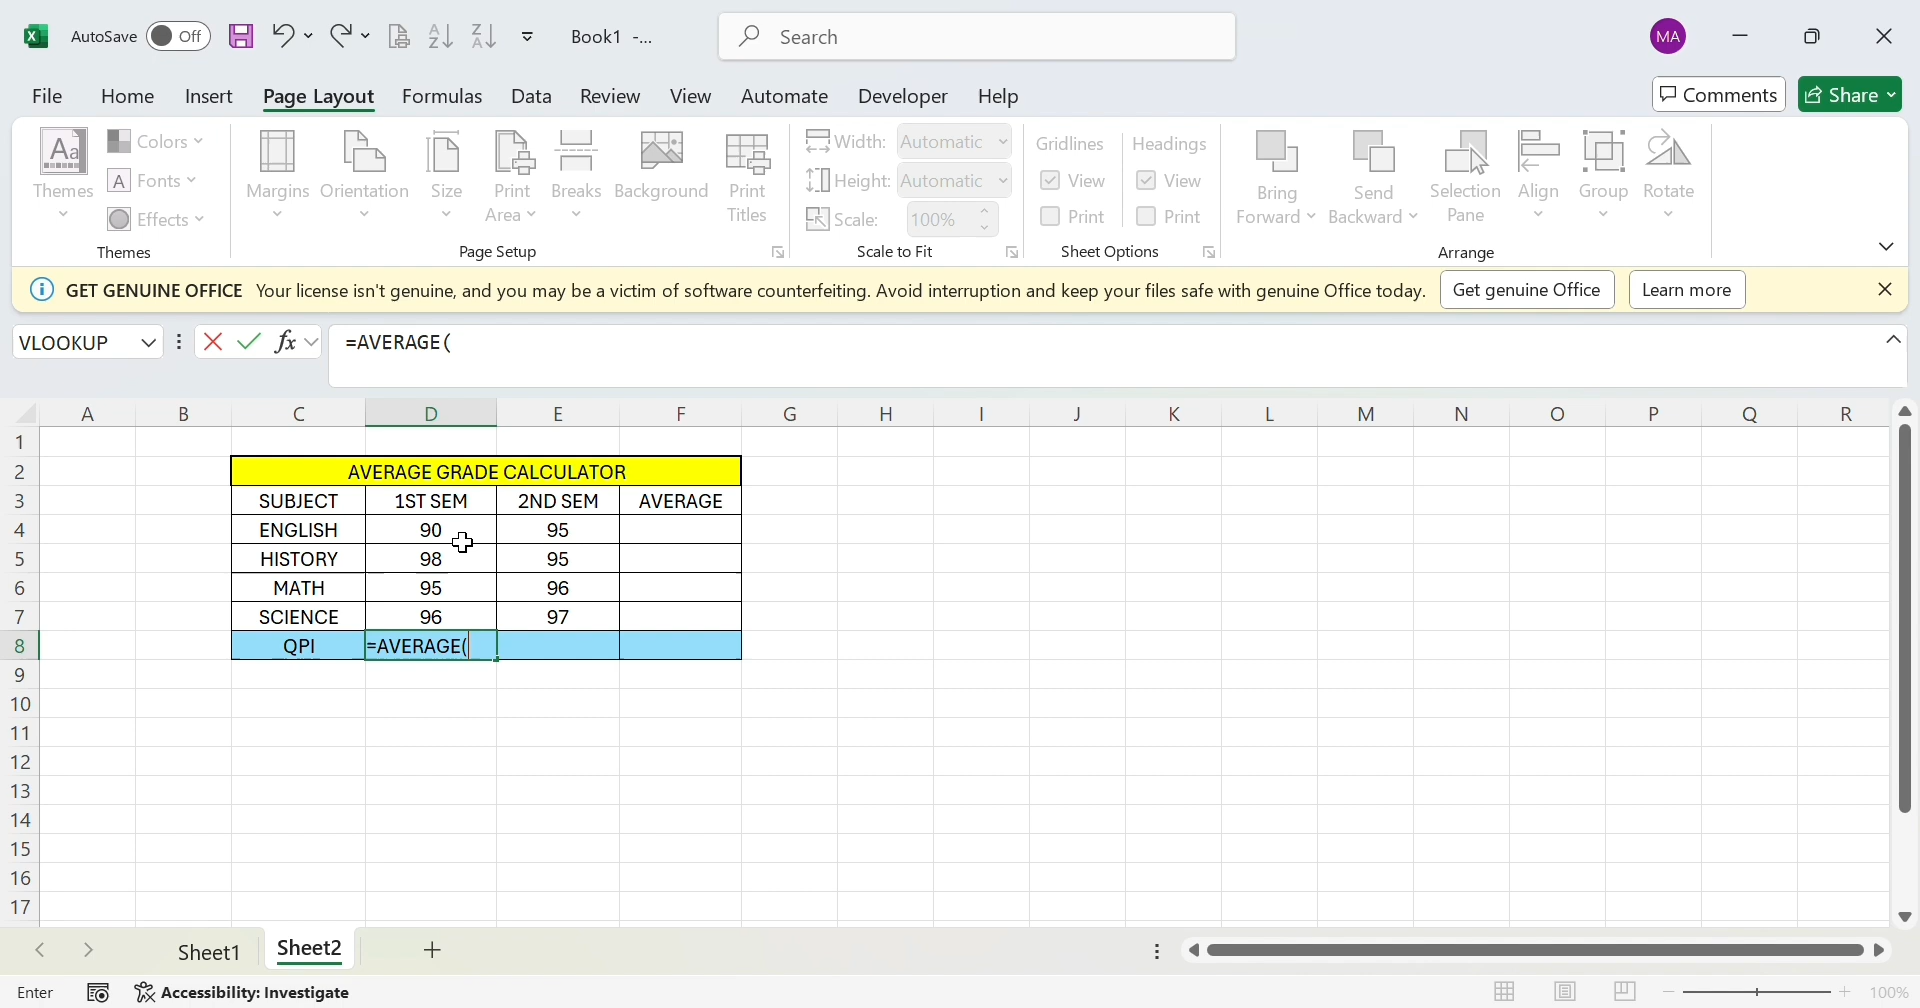 AutoSave Off Book1 -... Search MA
File Home Insert Page Layout Formulas Data Review View Automate Developer Help Comments Share
Themes Colors Fonts Effects
Themes
Margins Orientation Size Print Area Breaks Background Print Titles
Page Setup
Width: Automatic
Height: Automatic
Scale: 100%
Scale to Fit
Gridlines Headings
View View
Print Print
Sheet Options
Bring Forward Send Backward Selection Pane Align Group Rotate
Arrange
GET GENUINE OFFICE Your license isn't genuine, and you may be a victim of software counterfeiting. Avoid interruption and keep your files safe with genuine Office today. Get genuine Office Learn more
VLOOKUP fx =AVERAGE(
A B C D E F G H I J K L M N O P Q R
1
2 AVERAGE GRADE CALCULATOR
3 SUBJECT 1ST SEM 2ND SEM AVERAGE
4 ENGLISH 90 95
5 HISTORY 98 95
6 MATH 95 96
7 SCIENCE 96 97
8 QPI =AVERAGE(
9
10
11
12
13
14
15
16
17
Sheet1 Sheet2
Enter Accessibility: Investigate 100%